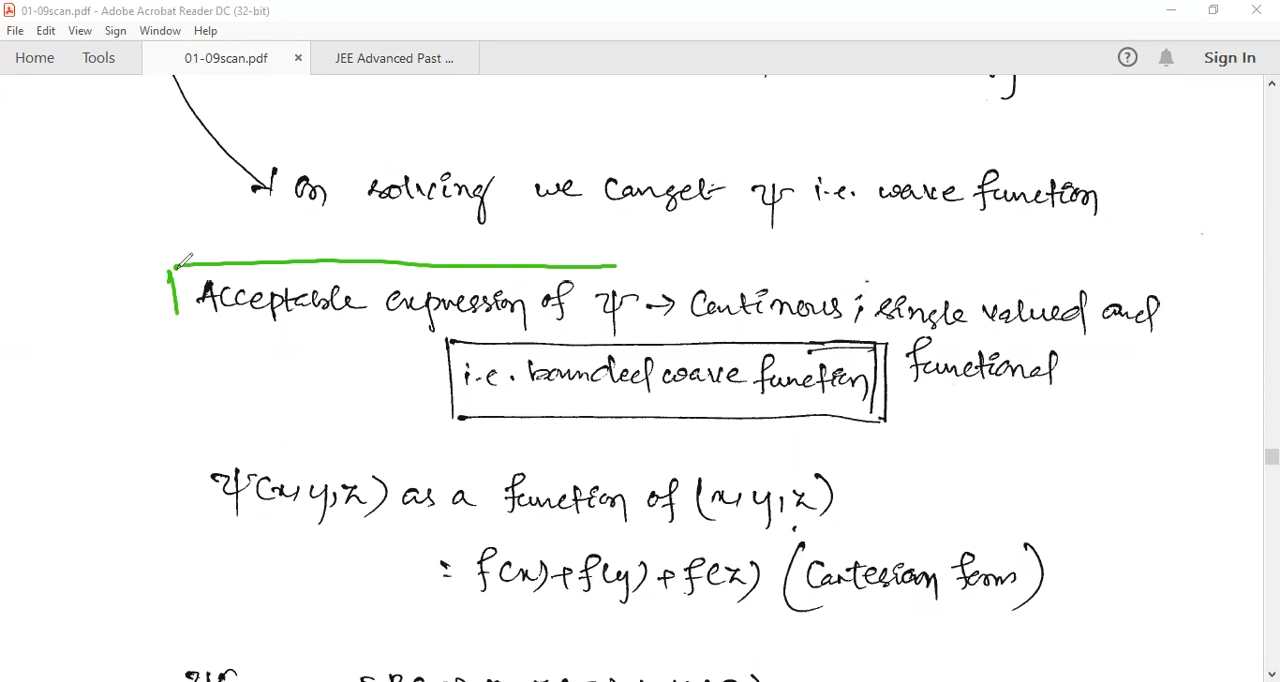 01-09scan.pdf - Adobe Acrobat Reader DC (32-bit)
File Edit View Sign Window Help
Home Tools 01-09scan.pdf × JEE Advanced Past ... Sign In
On solving we can get ψ i.e. wave function
Acceptable expression of ψ → Continous ; single valued and
i.e. bounded wave function functional
ψ(x, y, z) as a function of (x, y, z)
= f(x) + f(y) + f(z) (Cartesian form)